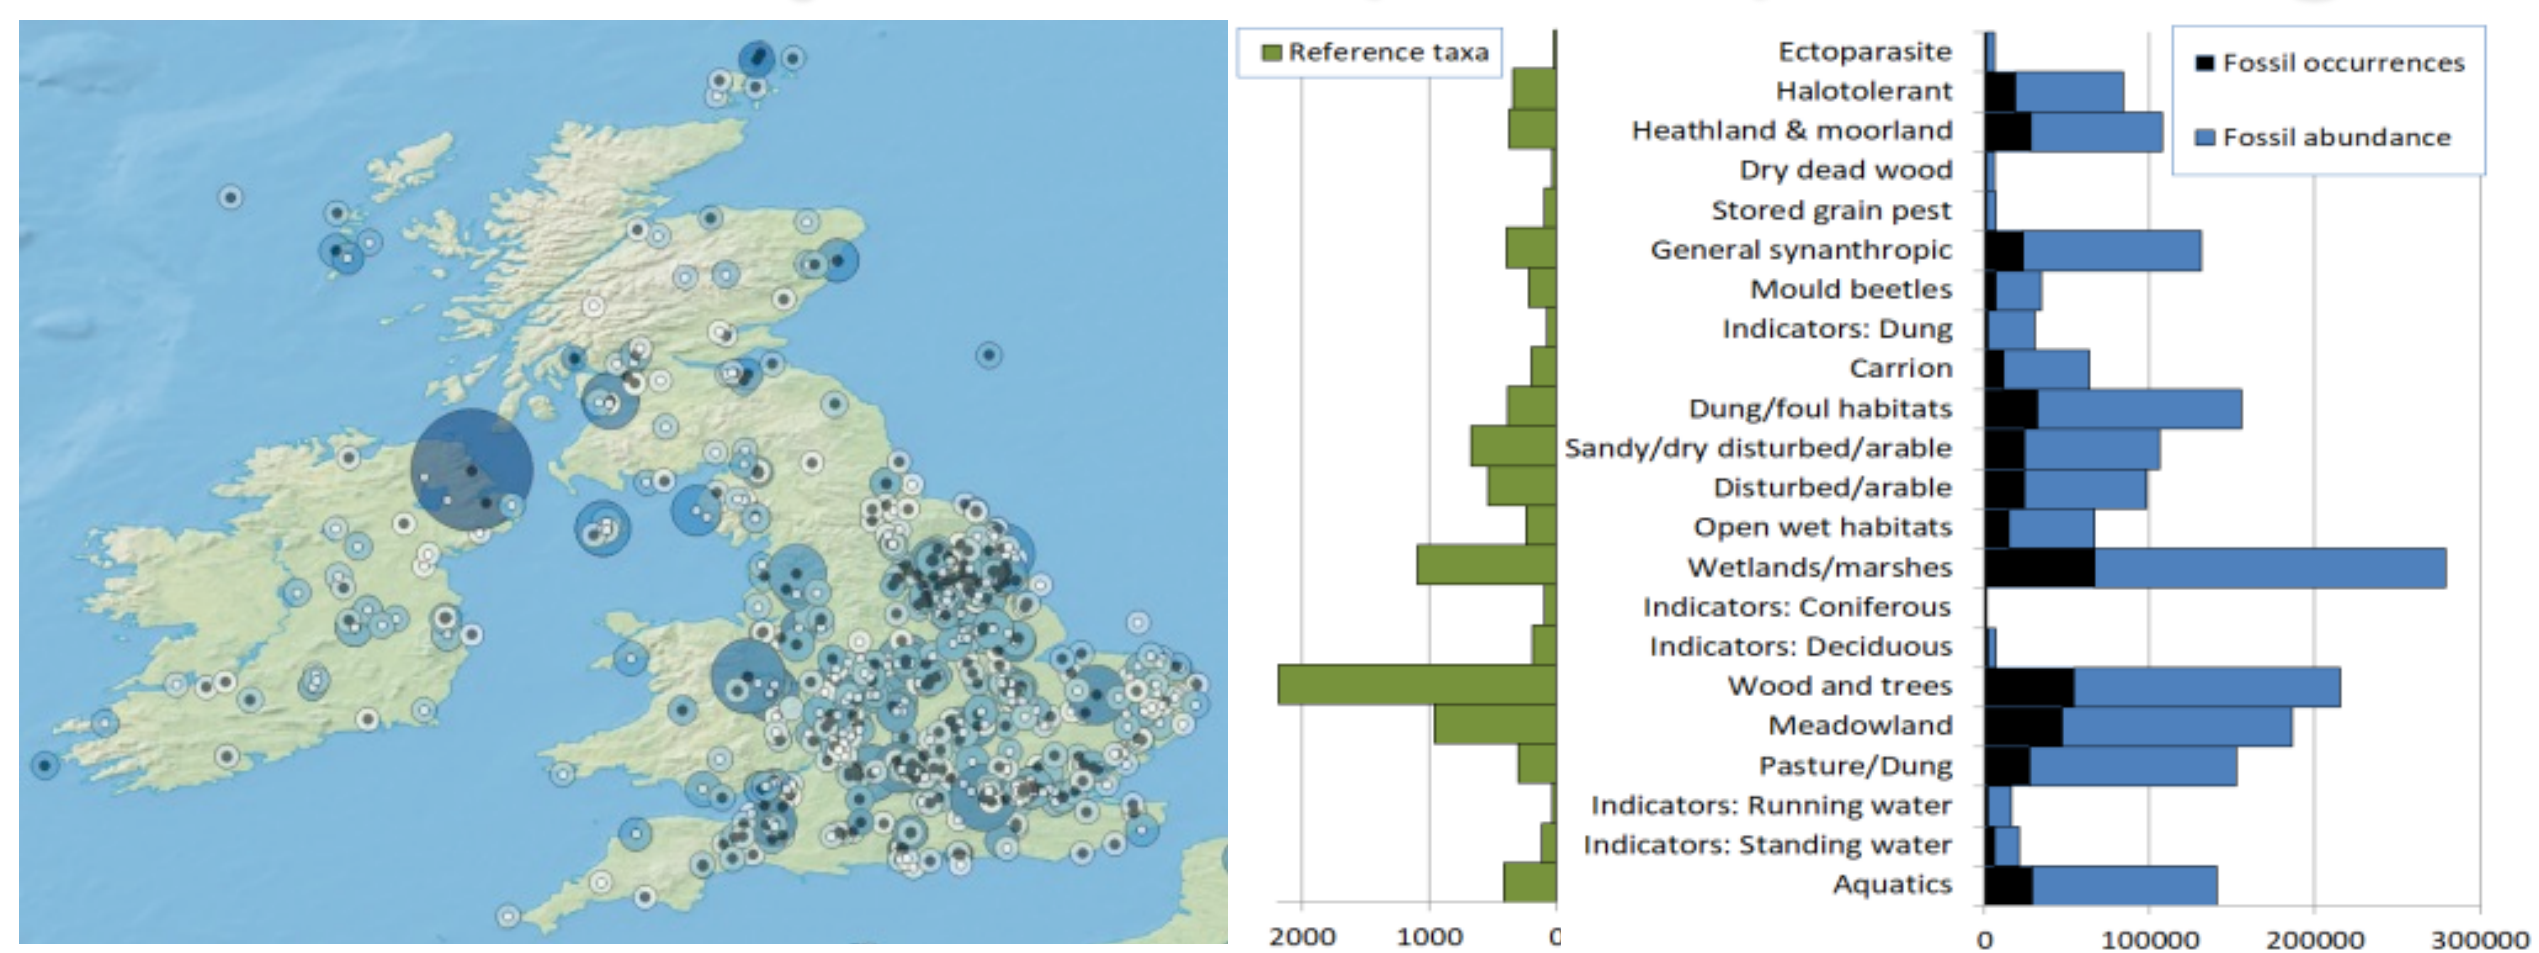 Reference taxa
Ectoparasite
Halotolerant
Heathland & moorland
Dry dead wood
Stored grain pest
General synanthropic
Mould beetles
Indicators: Dung
Carrion
Dung/foul habitats
Sandy/dry disturbed/arable
Disturbed/arable
Open wet habitats
Wetlands/marshes
Indicators: Coniferous
Indicators: Deciduous
Wood and trees
Meadowland
Pasture/Dung
Indicators: Running water
Indicators: Standing water
Aquatics
2000 1000 0
Fossil occurrences
Fossil abundance
0 100000 200000 300000